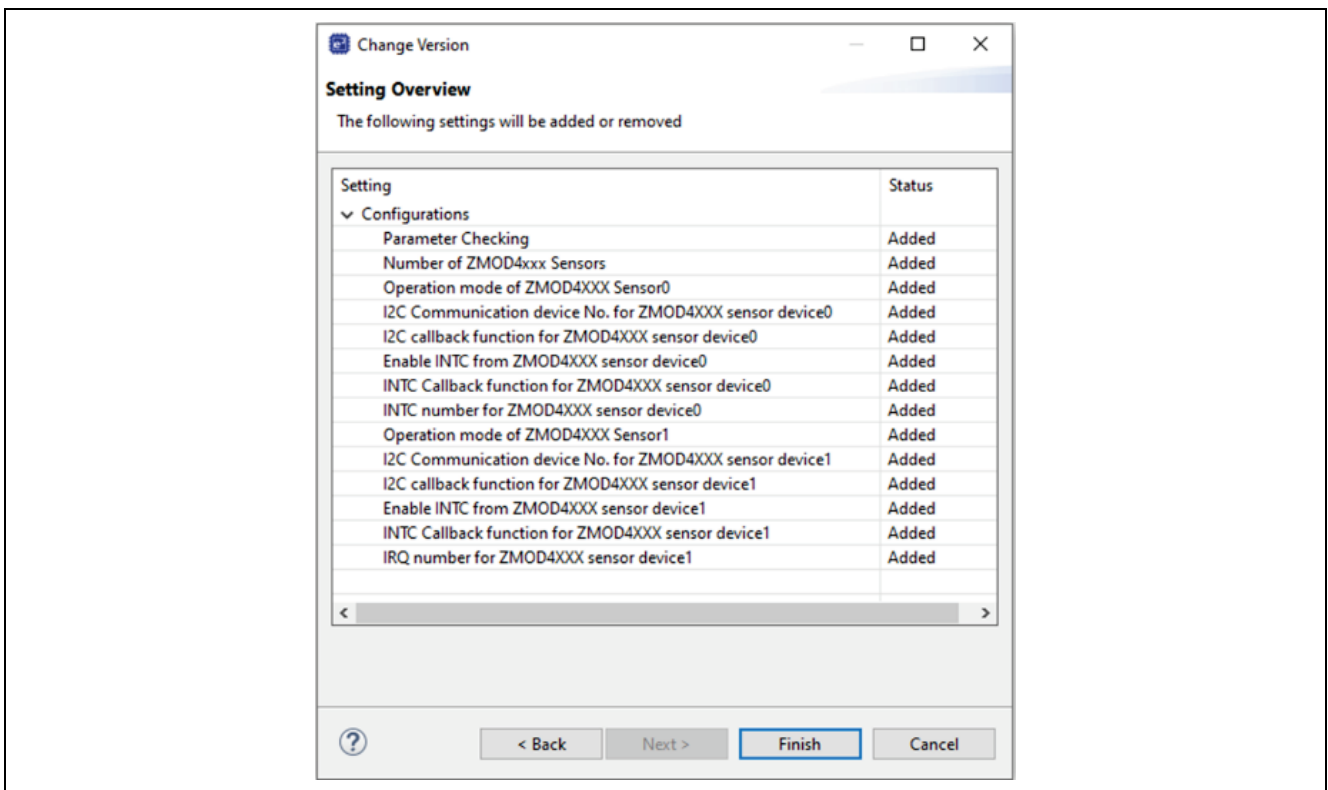 Change Version
Setting Overview
The following settings will be added or removed
Setting Status
Configurations
Parameter Checking Added
Number of ZMOD4xxx Sensors Added
Operation mode of ZMOD4XXX Sensor0 Added
I2C Communication device No. for ZMOD4XXX sensor device0 Added
I2C callback function for ZMOD4XXX sensor device0 Added
Enable INTC from ZMOD4XXX sensor device0 Added
INTC Callback function for ZMOD4XXX sensor device0 Added
INTC number for ZMOD4XXX sensor device0 Added
Operation mode of ZMOD4XXX Sensor1 Added
I2C Communication device No. for ZMOD4XXX sensor device1 Added
I2C callback function for ZMOD4XXX sensor device1 Added
Enable INTC from ZMOD4XXX sensor device1 Added
INTC Callback function for ZMOD4XXX sensor device1 Added
IRQ number for ZMOD4XXX sensor device1 Added
? < Back Next > Finish Cancel